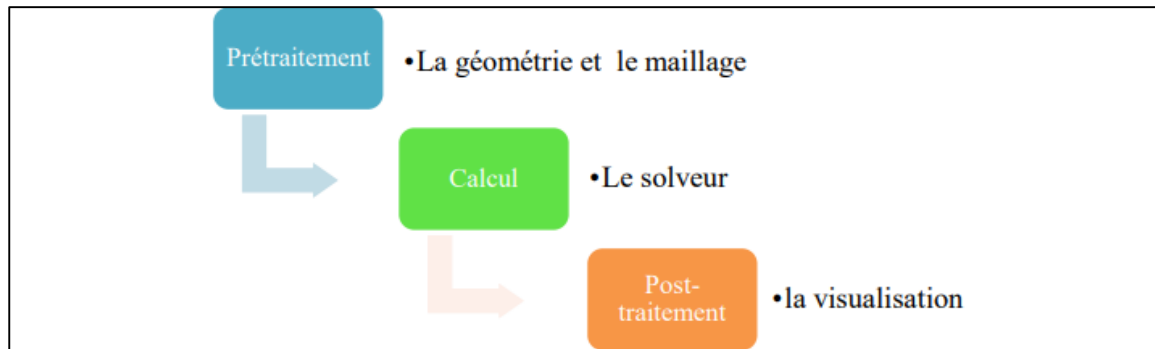 Prétraitement
•La géométrie et le maillage
Calcul
•Le solveur
Post-
traitement
•la visualisation